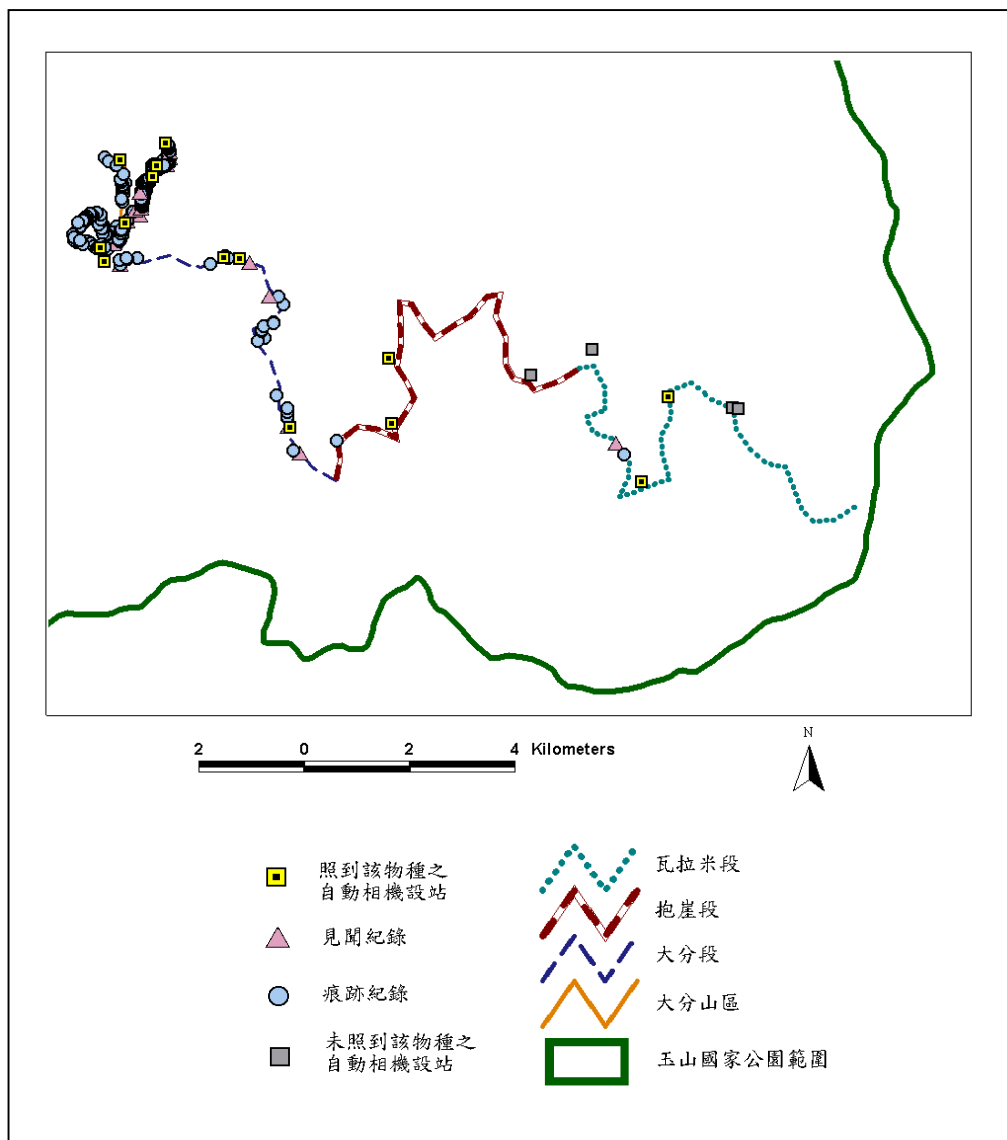 2 0 2 4 Kilometers
N
照到該物種之
自動相機設站
見聞紀錄
痕跡紀錄
未照到該物種之
自動相機設站
瓦拉米段
抱崖段
大分段
大分山區
玉山國家公園範圍